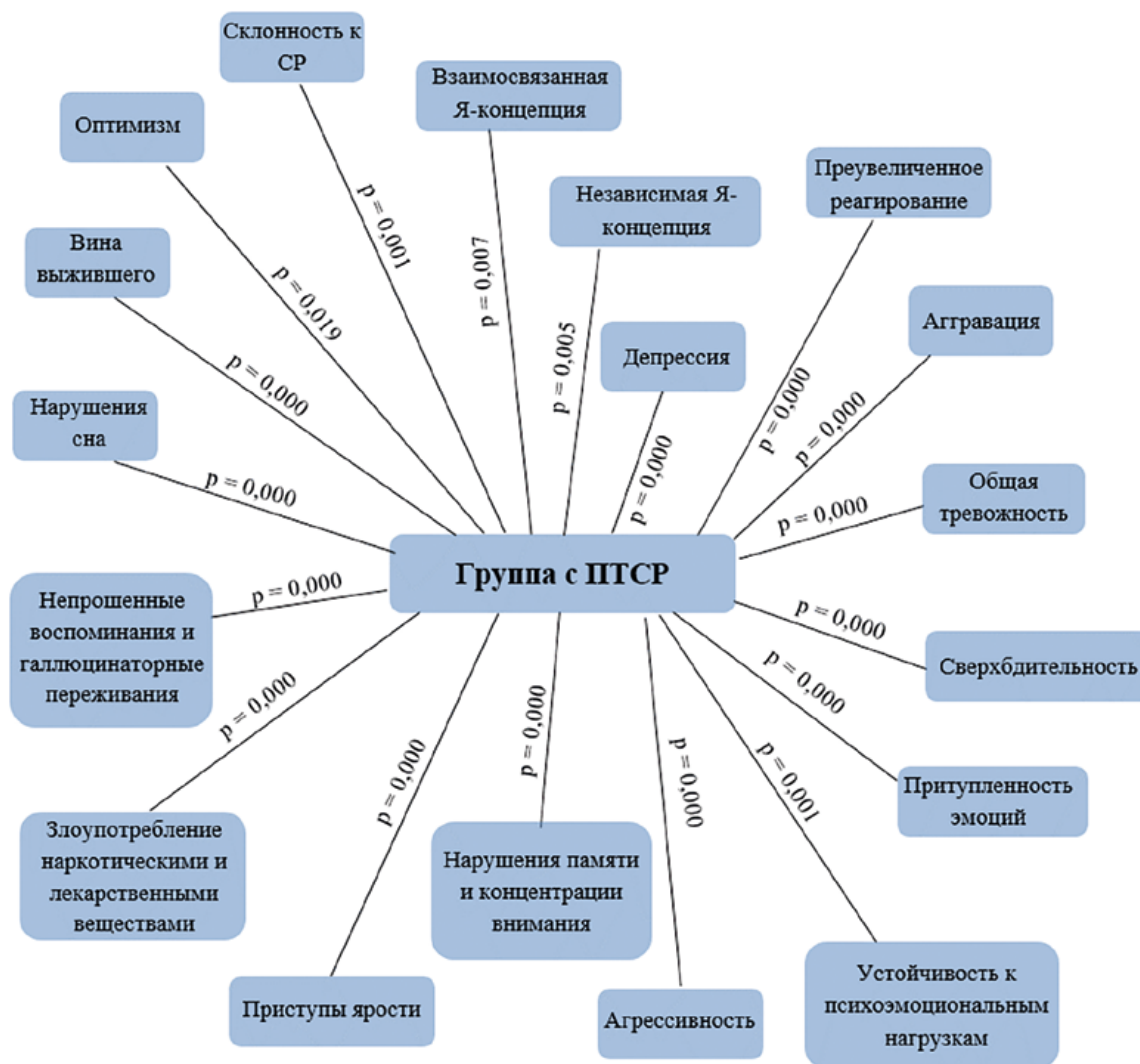 Склонность к
СР
Взаимосвязанная
Я-концепция
Оптимизм
Преувеличенное
реагирование
Независимая Я-
концепция
Вина
выжившего
Аггравация
Депрессия
Нарушения
сна
Общая
тревожность
p = 0,001
p = 0,007
p = 0,019
p = 0,005
p = 0,000
p = 0,000
p = 0,000
p = 0,000
p = 0,000
p = 0,000
Группа с ПТСР
p = 0,000
Непрошенные
воспоминания и
галлюцинаторные
переживания
p = 0,000
Сверхбдительность
p = 0,000
p = 0,000
p = 0,000
p = 0,000
p = 0,000
p = 0,001
Притупленность
эмоций
Злоупотребление
наркотическими и
лекарственными
веществами
Нарушения памяти
и концентрации
внимания
Приступы ярости
Агрессивность
Устойчивость к
психоэмоциональным
нагрузкам